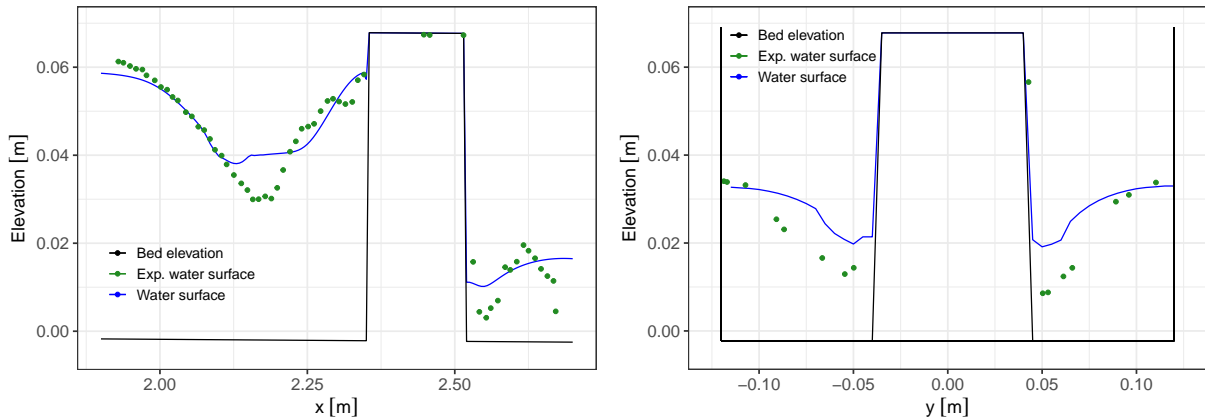 0.06
0.04
0.02
0.00
Elevation [m]
Bed elevation
Exp. water surface
Water surface
2.00
2.25
2.50
x [m]
0.06
0.04
0.02
0.00
Elevation [m]
Bed elevation
Exp. water surface
Water surface
−0.10
−0.05
0.00
0.05
0.10
y [m]